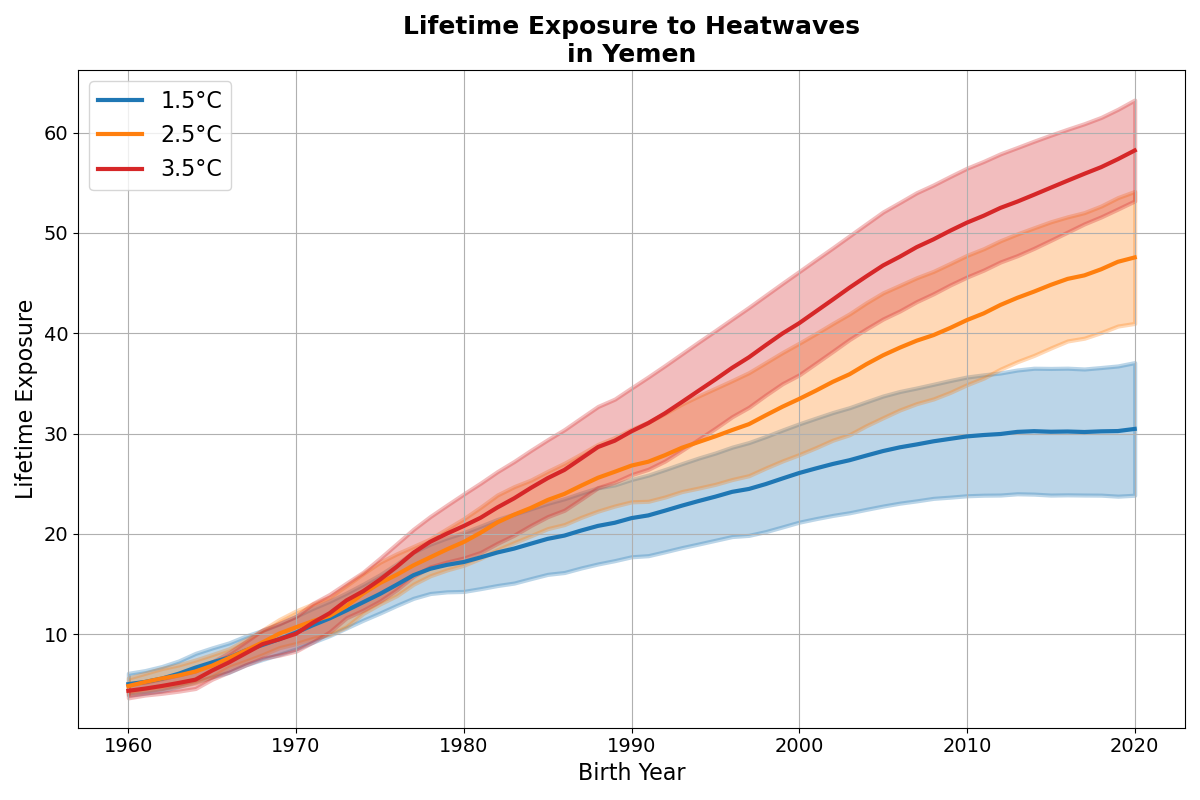 Lifetime Exposure to Heatwaves
in Yemen
1.5°C
2.5°C
3.5°C
Lifetime Exposure
60
50
40
30
20
10
1960
1970
1980
1990
2000
2010
2020
Birth Year